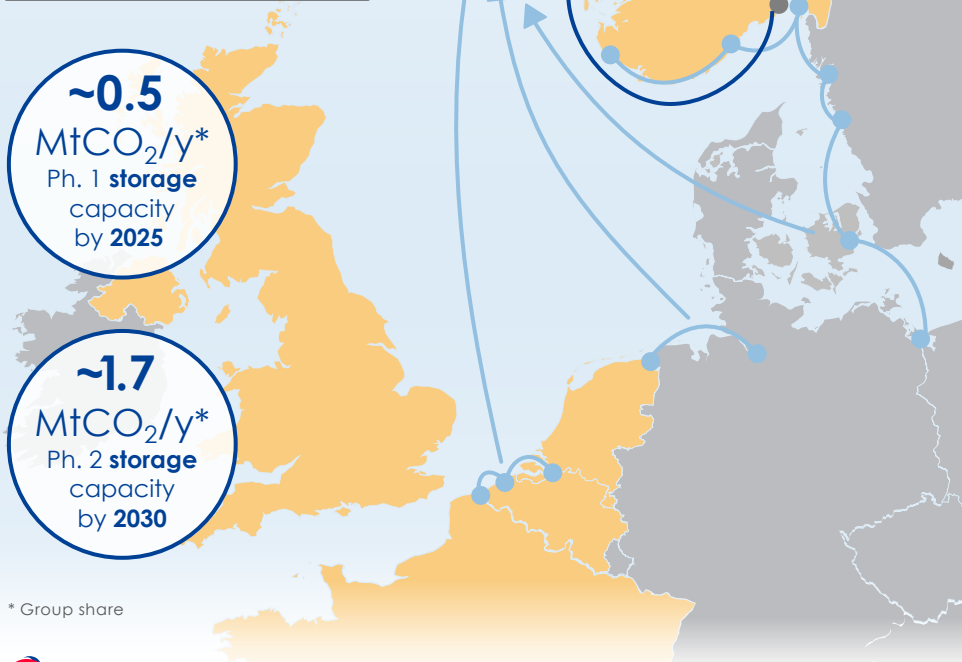 ~0.5
MtCO₂/y*
Ph. 1 storage
capacity
by 2025
~1.7
MtCO₂/y*
Ph. 2 storage
capacity
by 2030
* Group share